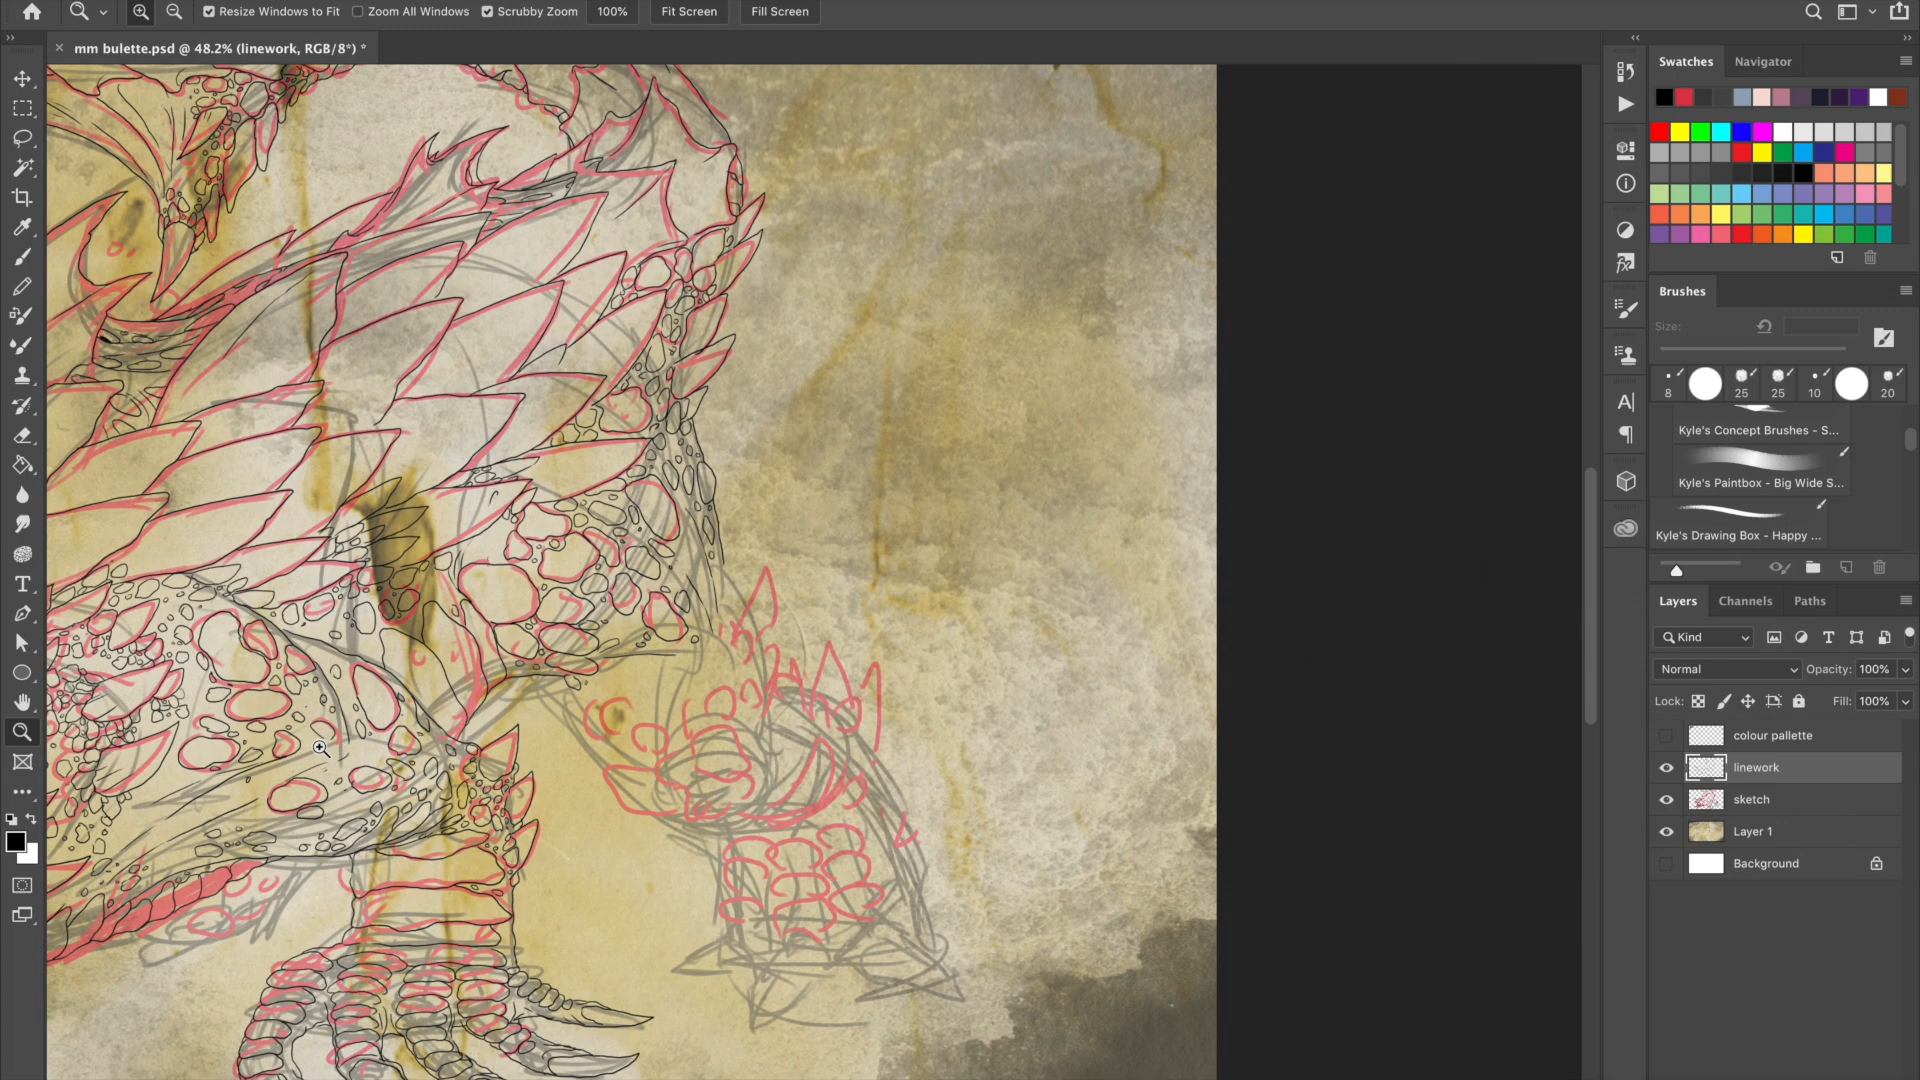 Resize Windows to Fit Zoom All Windows Scrubby Zoom 100% Fit Screen Fill Screen
mm bulette.psd @ 48.2% (linework, RGB/8*) *
Swatches Navigator
Brushes
Size:
8 25 25 10 20
Kyle's Concept Brushes - S...
Kyle's Paintbox - Big Wide S...
Kyle's Drawing Box - Happy ...
Layers Channels Paths
Kind
Normal Opacity: 100%
Lock: Fill: 100%
colour pallette
linework
sketch
Layer 1
Background